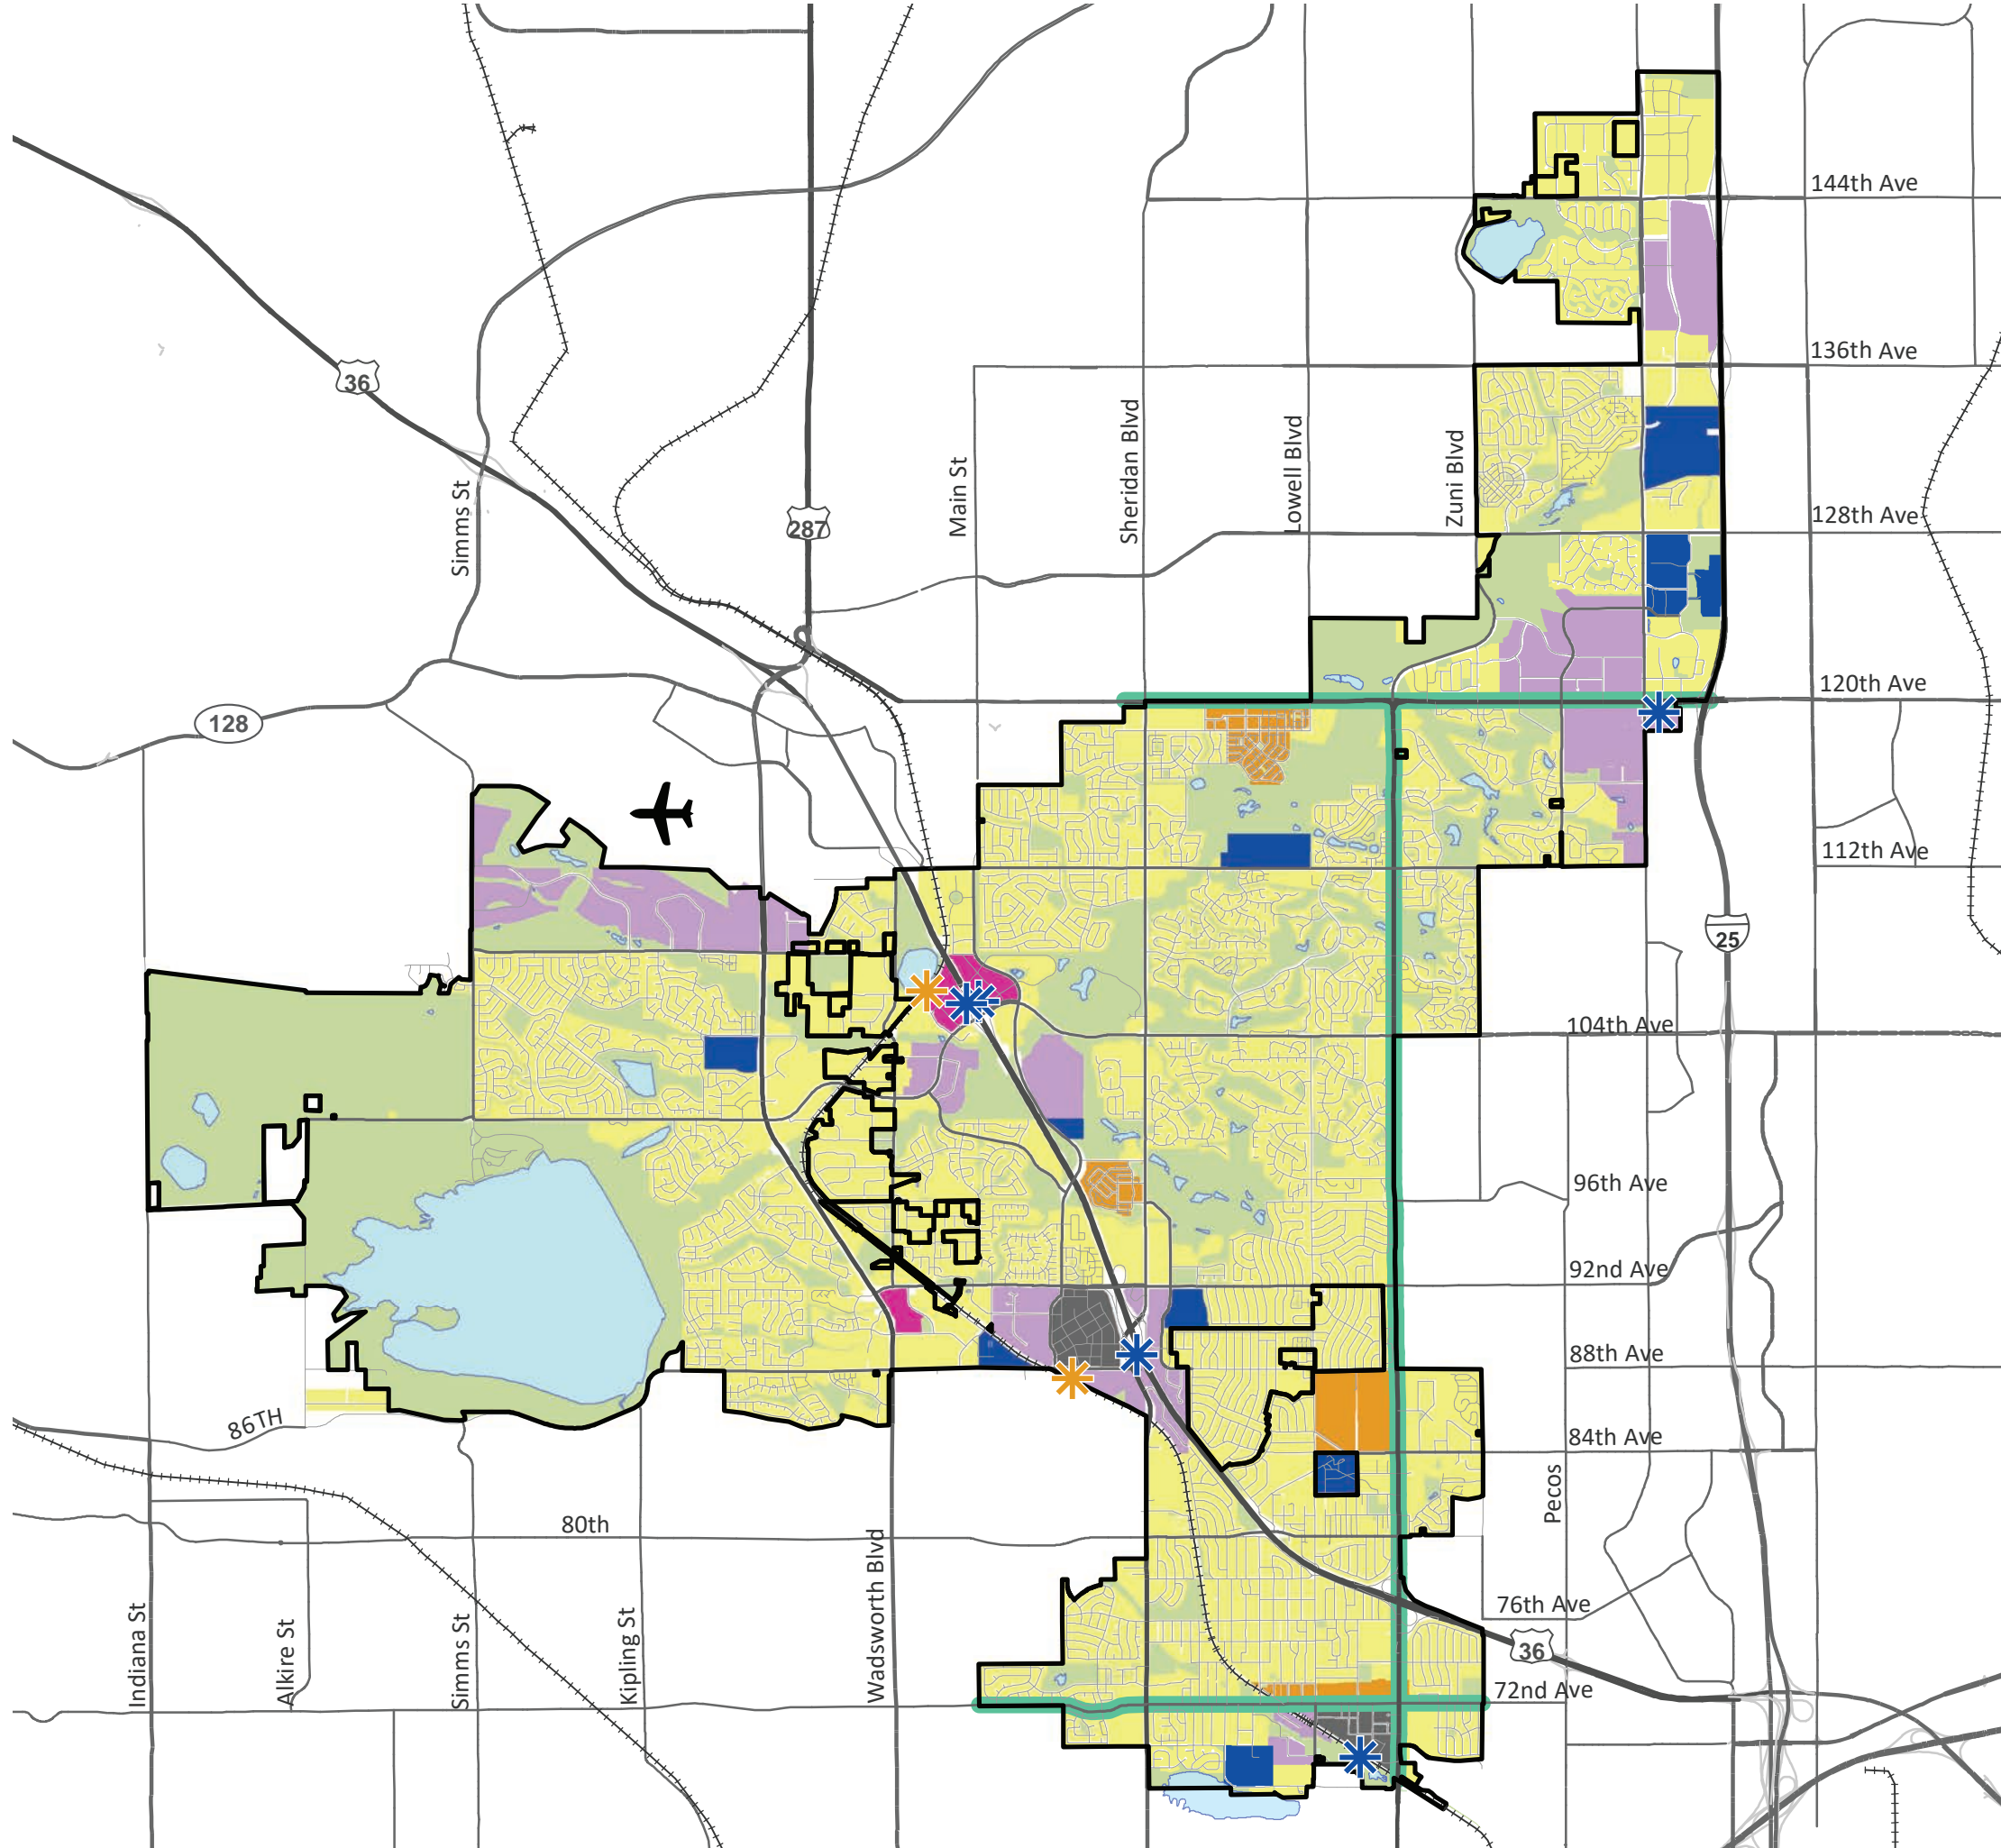 144th Ave
136th Ave
36
Sheridan Blvd
Lowell Blvd
Zuni Blvd
Main St
Simms St
287
128th Ave
120th Ave
128
112th Ave
25
104th Ave
96th Ave
92nd Ave
88th Ave
86TH
84th Ave
Pecos
80th
Wadsworth Blvd
76th Ave
Indiana St
Alkire St
Simms St
Kipling St
36
72nd Ave